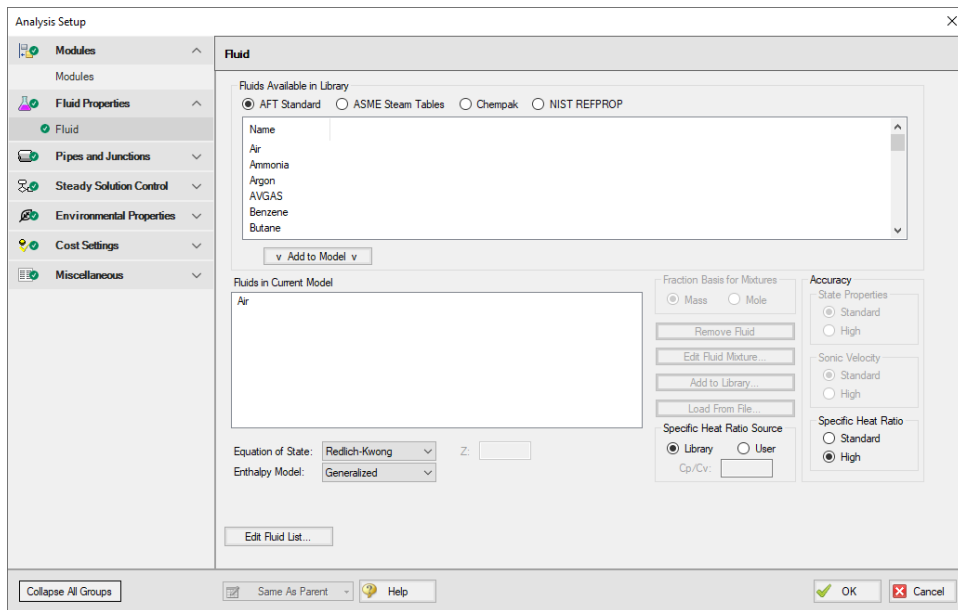 Analysis Setup
Modules
Modules
Fluid Properties
Fluid
Pipes and Junctions
Steady Solution Control
Environmental Properties
Cost Settings
Miscellaneous
Collapse All Groups
Fluid
Fluids Available in Library
AFT Standard ASME Steam Tables Chempak NIST REFPROP
Name
Air
Ammonia
Argon
AVGAS
Benzene
Butane
v Add to Model v
Fluids in Current Model
Air
Equation of State: Redlich-Kwong Z:
Enthalpy Model: Generalized
Edit Fluid List...
Fraction Basis for Mixtures
Mass Mole
Remove Fluid
Edit Fluid Mixture...
Add to Library...
Load From File...
Specific Heat Ratio Source
Library User
Cp/Cv:
Accuracy
State Properties
Standard
High
Sonic Velocity
Standard
High
Specific Heat Ratio
Standard
High
Same As Parent Help OK Cancel